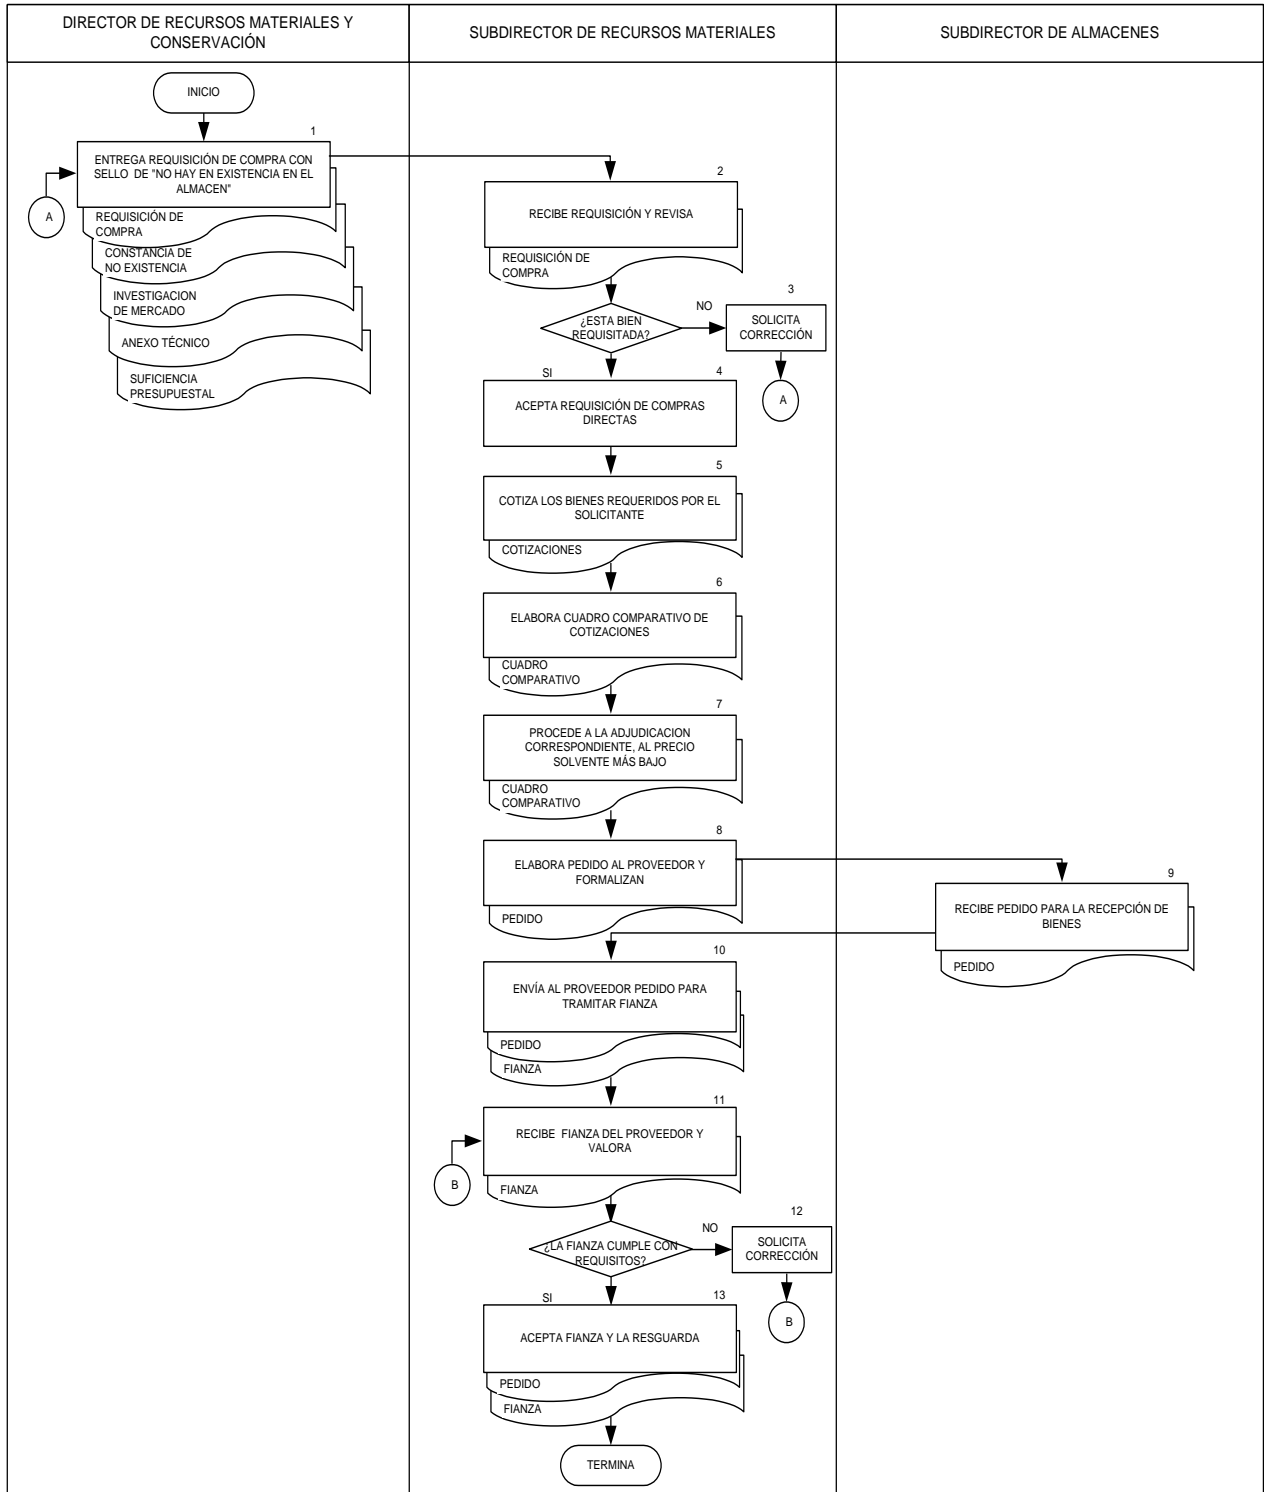 DIRECTOR DE RECURSOS MATERIALES Y
CONSERVACIÓN
SUBDIRECTOR DE RECURSOS MATERIALES
SUBDIRECTOR DE ALMACENES
INICIO
1
ENTREGA REQUISICIÓN DE COMPRA CON
SELLO DE "NO HAY EN EXISTENCIA EN EL
ALMACEN"
A
REQUISICIÓN DE
COMPRA
CONSTANCIA DE
NO EXISTENCIA
INVESTIGACION
DE MERCADO
ANEXO TÉCNICO
SUFICIENCIA
PRESUPUESTAL
2
RECIBE REQUISICIÓN Y REVISA
REQUISICIÓN DE
COMPRA
¿ESTA BIEN
REQUISITADA?
NO
3
SOLICITA
CORRECCIÓN
A
SI
4
ACEPTA REQUISICIÓN DE COMPRAS
DIRECTAS
5
COTIZA LOS BIENES REQUERIDOS POR EL
SOLICITANTE
COTIZACIONES
6
ELABORA CUADRO COMPARATIVO DE
COTIZACIONES
CUADRO
COMPARATIVO
7
PROCEDE A LA ADJUDICACION
CORRESPONDIENTE, AL PRECIO
SOLVENTE MÁS BAJO
CUADRO
COMPARATIVO
8
ELABORA PEDIDO AL PROVEEDOR Y
FORMALIZAN
PEDIDO
9
RECIBE PEDIDO PARA LA RECEPCIÓN DE
BIENES
PEDIDO
10
ENVÍA AL PROVEEDOR PEDIDO PARA
TRAMITAR FIANZA
PEDIDO
FIANZA
11
RECIBE FIANZA DEL PROVEEDOR Y
VALORA
B
FIANZA
¿LA FIANZA CUMPLE CON
REQUISITOS?
NO
12
SOLICITA
CORRECCIÓN
B
SI
13
ACEPTA FIANZA Y LA RESGUARDA
PEDIDO
FIANZA
TERMINA